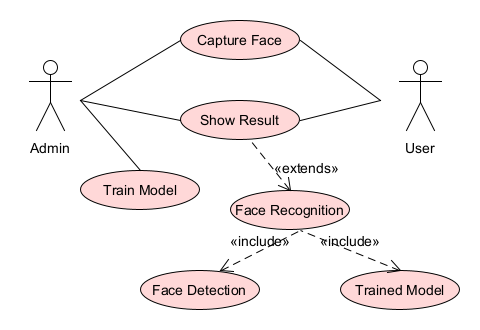 Capture Face
Admin
Show Result
User
Train Model
«extends»
Face Recognition
«include»
«include»
Face Detection
Trained Model